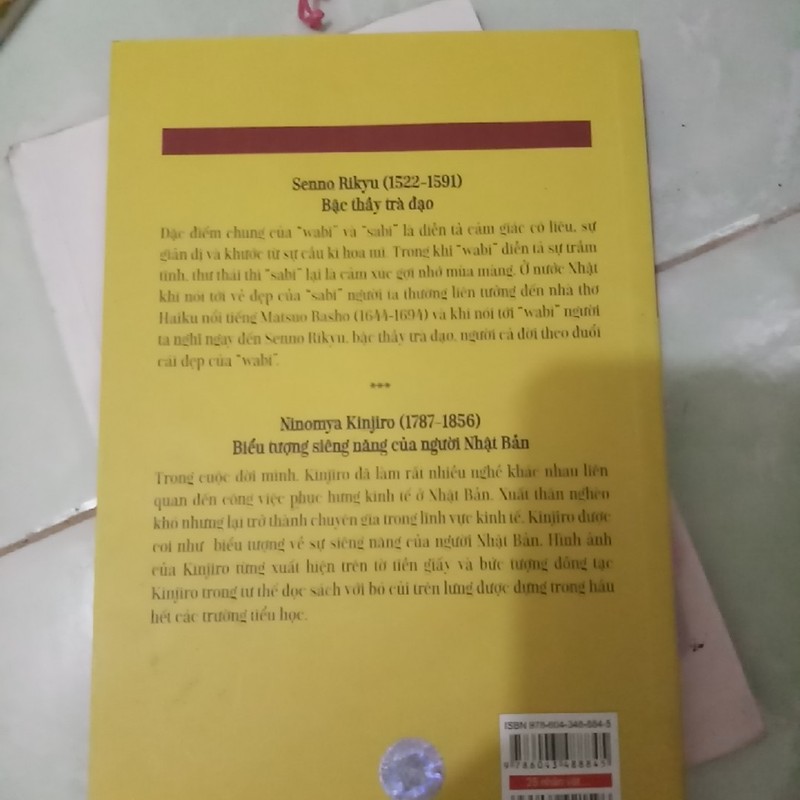 Senno Rikyu (1522-1591)
Bậc thầy trà đạo
Đặc điểm chung của "wabi" và "sabi" là diễn tả cảm giác cô liêu, sự
giản dị và khước từ sự cầu kì hoa mĩ. Trong khi "wabi" diễn tả sự trầm
tĩnh, thư thái thì "sabi" lại là cảm xúc gợi nhớ mùa màng. Ở nước Nhật
khi nói tới vẻ đẹp của "sabi" người ta thường liên tưởng đến nhà thơ
Haiku nổi tiếng Matsuo Basho (1644-1694) và khi nói tới "wabi" người
ta nghĩ ngay đến Senno Rikyu, bậc thầy trà đạo, người cả đời theo đuổi
cái đẹp của "wabi".
***
Ninomya Kinjiro (1787-1856)
Biểu tượng siêng năng của người Nhật Bản
Trong cuộc đời mình, Kinjiro đã làm rất nhiều nghề khác nhau liên
quan đến công việc phục hưng kinh tế ở Nhật Bản. Xuất thân nghèo
khó nhưng lại trở thành chuyên gia trong lĩnh vực kinh tế, Kinjiro được
coi như biểu tượng về sự siêng năng của người Nhật Bản. Hình ảnh
của Kinjiro từng xuất hiện trên tờ tiền giấy và bức tượng đồng tạc
Kinjiro trong tư thế đọc sách với bó củi trên lưng được dựng trong hầu
hết các trường tiểu học.
ISBN 978-604-348-884-5
9 786043 488845
25 nhân vật